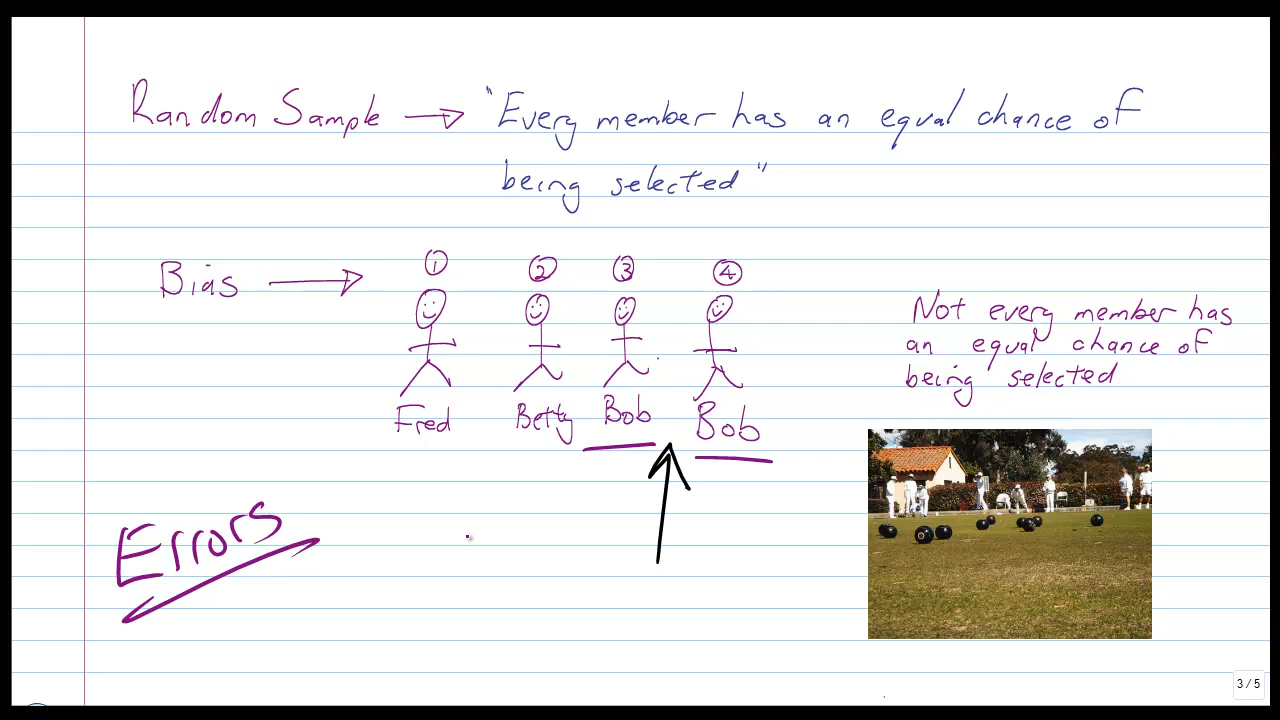 Random Sample → "Every member has an equal chance of
being selected"
Bias →
① ② ③ ④
Fred Betty Bob Bob
Not every member has
an equal chance of
being selected
Errors
3 / 5